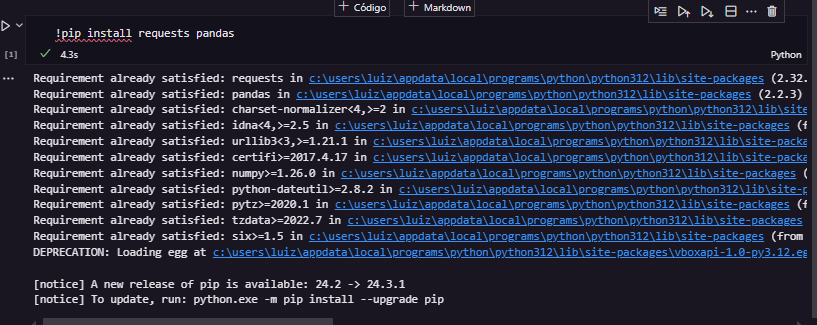 + Código + Markdown
!pip install requests pandas
[1] 4.3s Python
Requirement already satisfied: requests in c:\users\luiz\appdata\local\programs\python\python312\lib\site-packages (2.32.
Requirement already satisfied: pandas in c:\users\luiz\appdata\local\programs\python\python312\lib\site-packages (2.2.3)
Requirement already satisfied: charset-normalizer<4,>=2 in c:\users\luiz\appdata\local\programs\python\python312\lib\site
Requirement already satisfied: idna<4,>=2.5 in c:\users\luiz\appdata\local\programs\python\python312\lib\site-packages (f
Requirement already satisfied: urllib3<3,>=1.21.1 in c:\users\luiz\appdata\local\programs\python\python312\lib\site-packa
Requirement already satisfied: certifi>=2017.4.17 in c:\users\luiz\appdata\local\programs\python\python312\lib\site-packa
Requirement already satisfied: numpy>=1.26.0 in c:\users\luiz\appdata\local\programs\python\python312\lib\site-packages (
Requirement already satisfied: python-dateutil>=2.8.2 in c:\users\luiz\appdata\local\programs\python\python312\lib\site-p
Requirement already satisfied: pytz>=2020.1 in c:\users\luiz\appdata\local\programs\python\python312\lib\site-packages (f
Requirement already satisfied: tzdata>=2022.7 in c:\users\luiz\appdata\local\programs\python\python312\lib\site-packages
Requirement already satisfied: six>=1.5 in c:\users\luiz\appdata\local\programs\python\python312\lib\site-packages (from
DEPRECATION: Loading egg at c:\users\luiz\appdata\local\programs\python\python312\lib\site-packages\vboxapi-1.0-py3.12.eg
[notice] A new release of pip is available: 24.2 -> 24.3.1
[notice] To update, run: python.exe -m pip install --upgrade pip